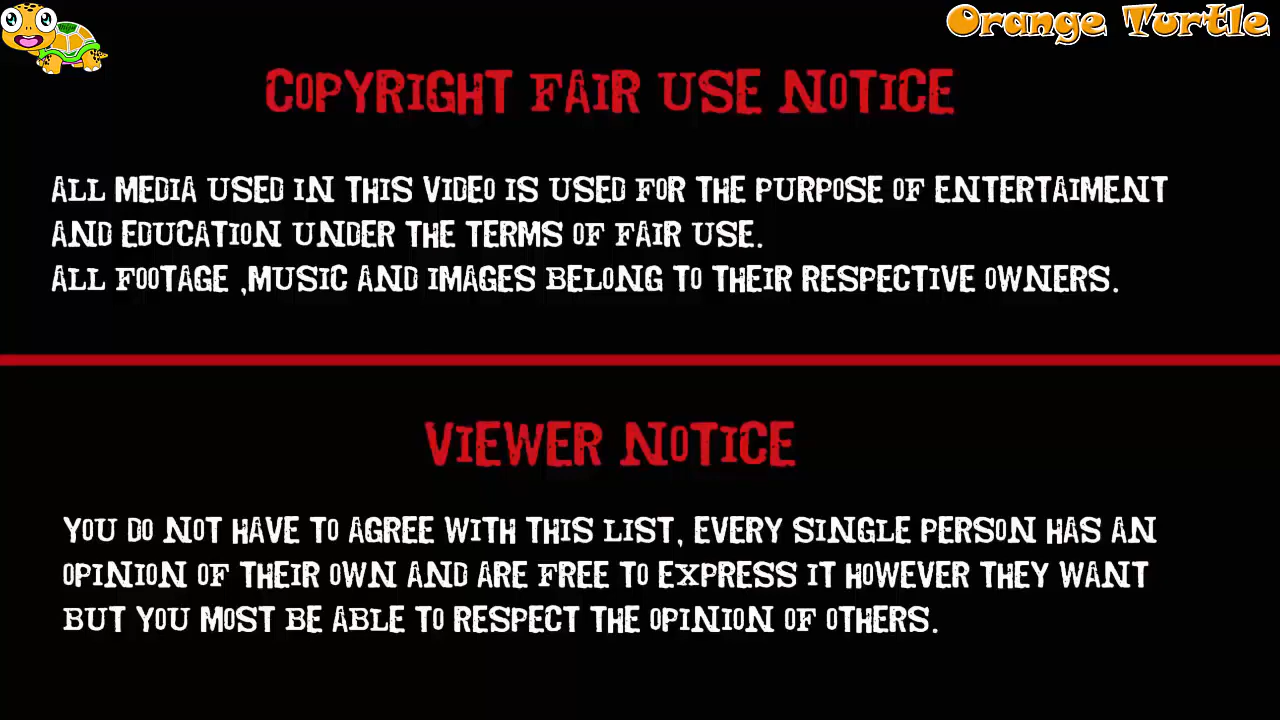 Orange Turtle
COPYRIGHT FAIR USE NOTICE
ALL MEDIA USED IN THIS VIDEO IS USED FOR THE PURPOSE OF ENTERTAIMENT
AND EDUCATION UNDER THE TERMS OF FAIR USE.
ALL FOOTAGE ,MUSIC AND IMAGES BELONG TO THEIR RESPECTIVE OWNERS.
VIEWER NOTICE
YOU DO NOT HAVE TO AGREE WITH THIS LIST, EVERY SINGLE PERSON HAS AN
OPINION OF THEIR OWN AND ARE FREE TO EXPRESS IT HOWEVER THEY WANT
BUT YOU MOST BE ABLE TO RESPECT THE OPINION OF OTHERS.